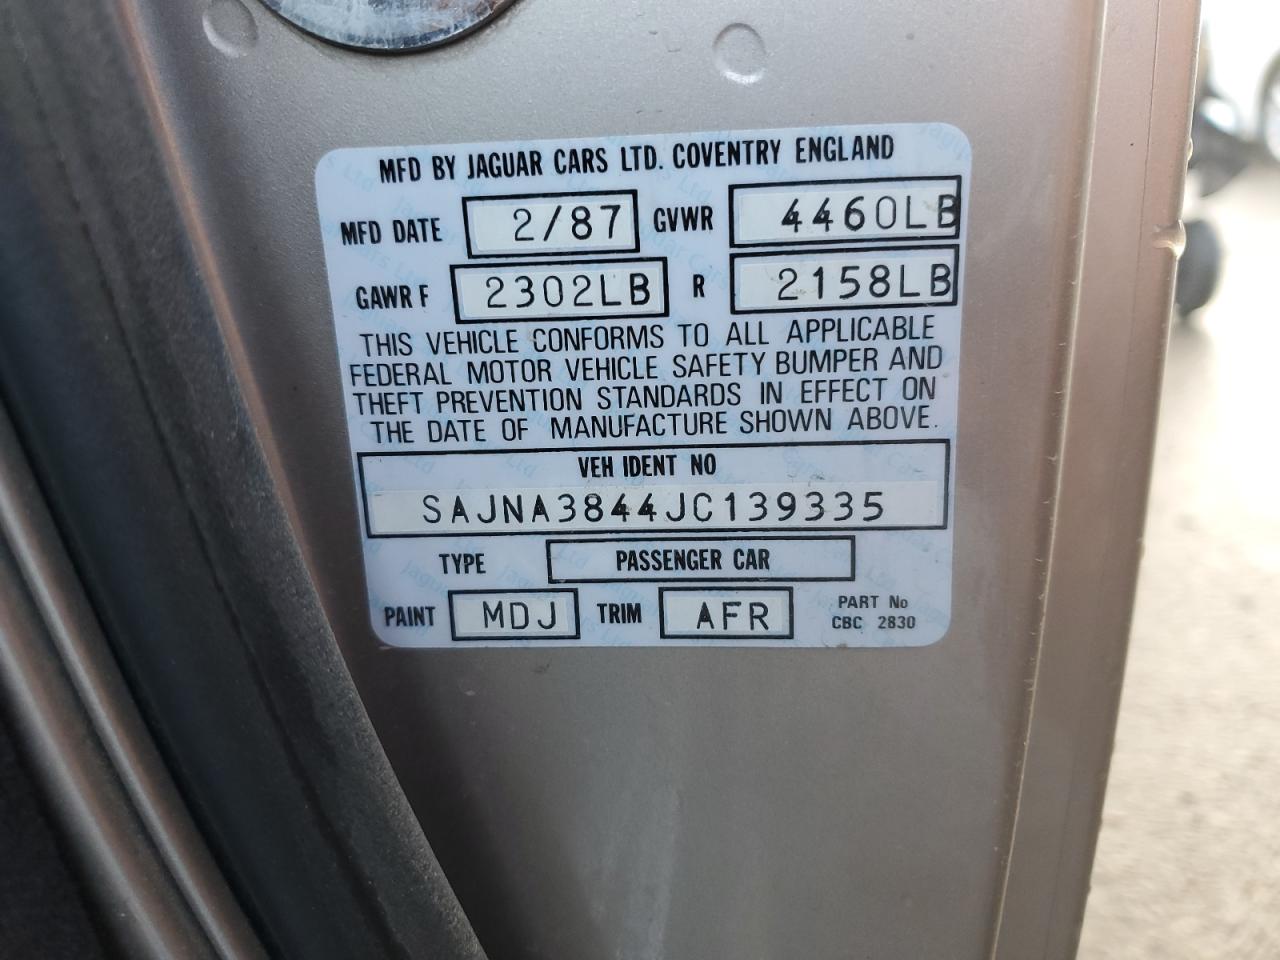 MFD BY JAGUAR CARS LTD. COVENTRY ENGLAND
MFD DATE 2/87 GVWR 4460LB
GAWR F 2302LB R 2158LB
THIS VEHICLE CONFORMS TO ALL APPLICABLE
FEDERAL MOTOR VEHICLE SAFETY BUMPER AND
THEFT PREVENTION STANDARDS IN EFFECT ON
THE DATE OF MANUFACTURE SHOWN ABOVE.
VEH IDENT NO
SAJNA3844JC139335
TYPE PASSENGER CAR
PAINT MDJ TRIM AFR PART No
CBC 2830